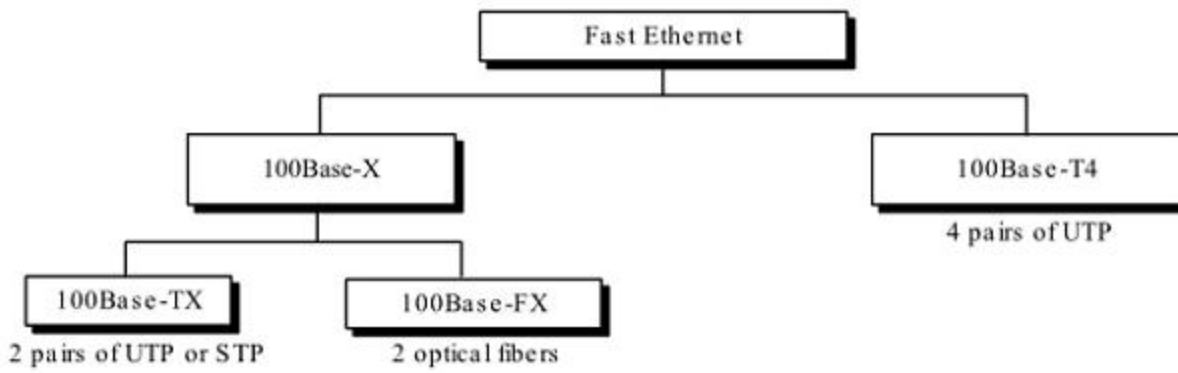 Fast Ethernet
100Base-X
100Base-T4
4 pairs of UTP
100Base-TX
100Base-FX
2 pairs of UTP or STP
2 optical fibers